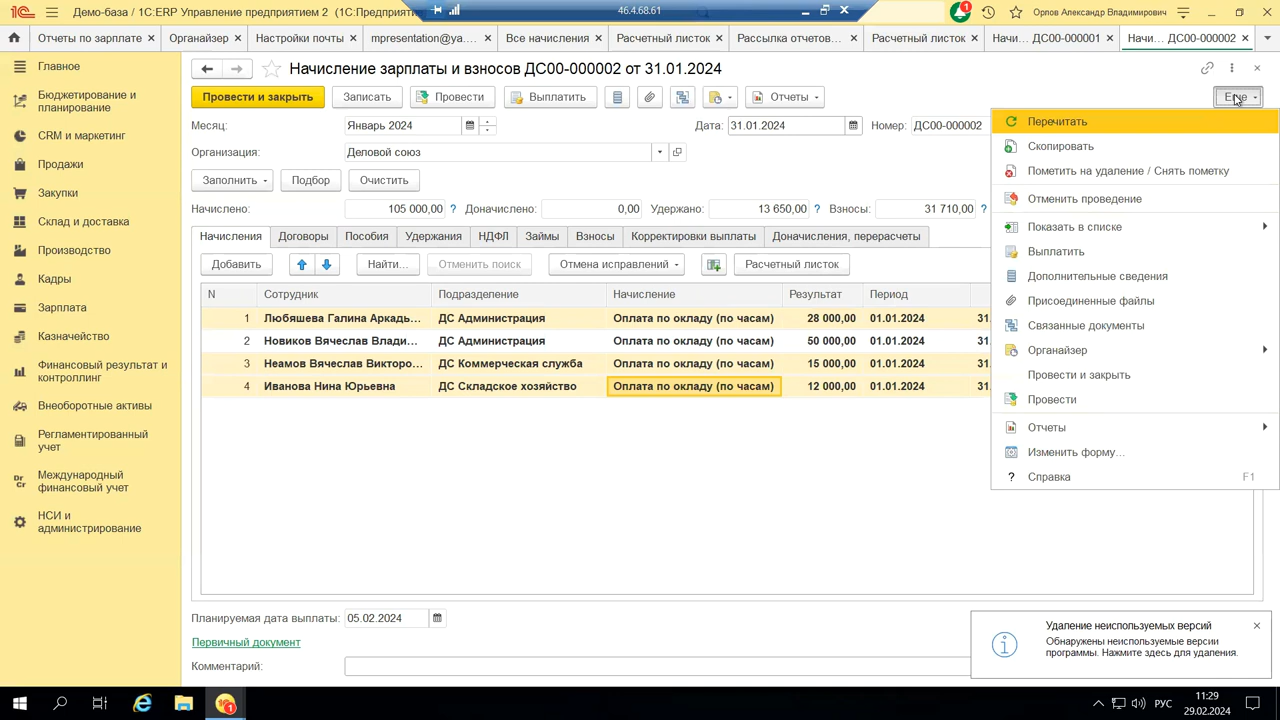 Демо-база / 1С:ERP Управление предприятием 2 (1С:Предприяти
46.4.68.61
Орлов Александр Владимирович
1
Отчеты по зарплате
Органайзер
Настройки почты
mpresentation@ya....
Все начисления
Расчетный листок
Рассылка отчетов...
Расчетный листок
Начи... ДС00-000001
Начи... ДС00-000002
Главное
Бюджетирование и
планирование
CRM и маркетинг
Продажи
Закупки
Склад и доставка
Производство
Кадры
Зарплата
Казначейство
Финансовый результат и
контроллинг
Внеоборотные активы
Регламентированный
учет
Международный
финансовый учет
НСИ и
администрирование
Начисление зарплаты и взносов ДС00-000002 от 31.01.2024
Провести и закрыть
Записать
Провести
Выплатить
Отчеты
Еще
Месяц:
Январь 2024
Дата:
31.01.2024
Номер:
ДС00-000002
Организация:
Деловой союз
Заполнить
Подбор
Очистить
Начислено:
105 000,00
?
Доначислено:
0,00
Удержано:
13 650,00
?
Взносы:
31 710,00
?
Начисления
Договоры
Пособия
Удержания
НДФЛ
Займы
Взносы
Корректировки выплаты
Доначисления, перерасчеты
Добавить
Найти...
Отменить поиск
Отмена исправлений
Расчетный листок
N Сотрудник Подразделение Начисление Результат Период
1 Любяшева Галина Аркадь... ДС Администрация Оплата по окладу (по часам) 28 000,00 01.01.2024 31.
2 Новиков Вячеслав Влади... ДС Администрация Оплата по окладу (по часам) 50 000,00 01.01.2024 31.
3 Неамов Вячеслав Викторо... ДС Коммерческая служба Оплата по окладу (по часам) 15 000,00 01.01.2024 31.
4 Иванова Нина Юрьевна ДС Складское хозяйство Оплата по окладу (по часам) 12 000,00 01.01.2024 31.
Перечитать
Скопировать
Пометить на удаление / Снять пометку
Отменить проведение
Показать в списке
Выплатить
Дополнительные сведения
Присоединенные файлы
Связанные документы
Органайзер
Провести и закрыть
Провести
Отчеты
Изменить форму...
? Справка F1
Планируемая дата выплаты:
05.02.2024
Первичный документ
Комментарий:
Удаление неиспользуемых версий
Обнаружены неиспользуемые версии
программы. Нажмите здесь для удаления.
РУС
11:29
29.02.2024